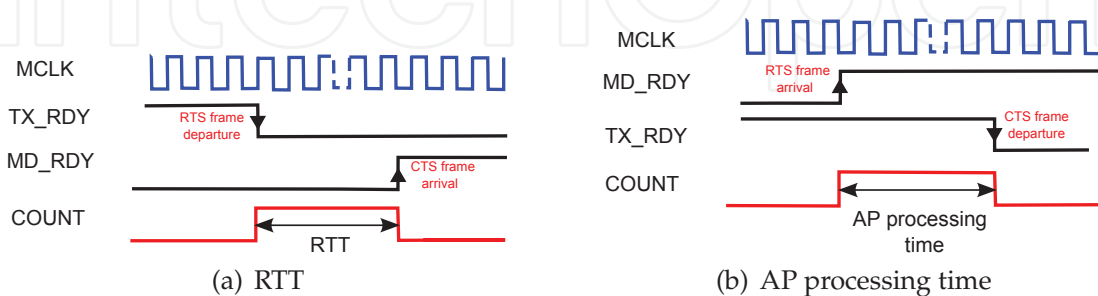 MCLK
TX_RDY
RTS frame
departure
MD_RDY
CTS frame
arrival
COUNT
RTT
(a) RTT
MCLK
MD_RDY
RTS frame
arrival
TX_RDY
CTS frame
departure
COUNT
AP processing
time
(b) AP processing time